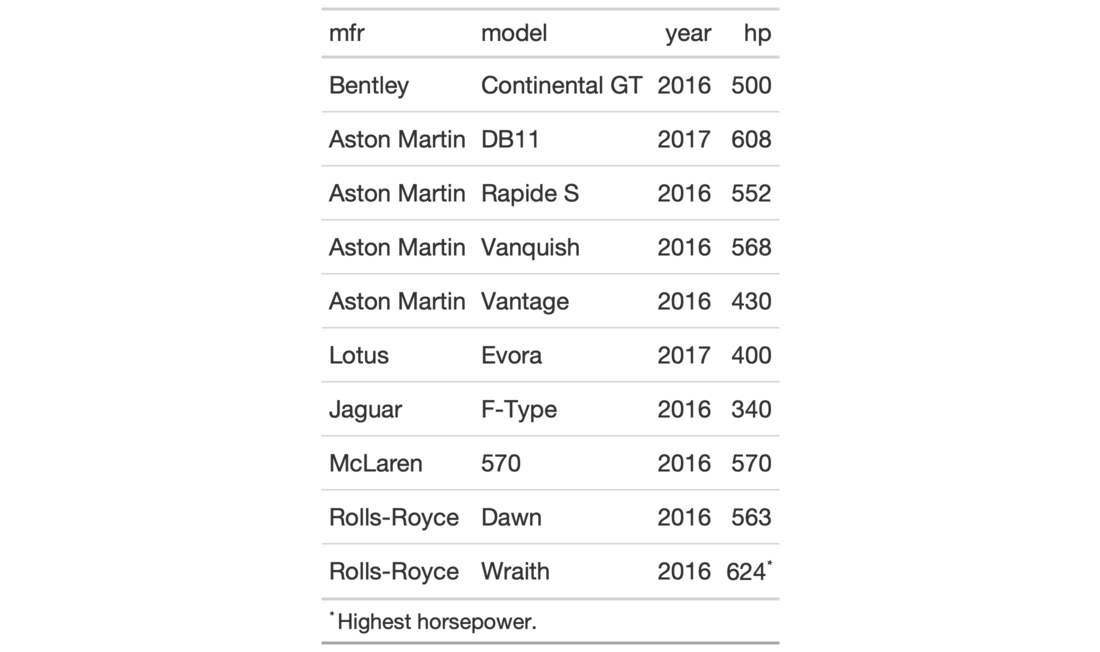 mfr model year hp
Bentley Continental GT 2016 500
Aston Martin DB11 2017 608
Aston Martin Rapide S 2016 552
Aston Martin Vanquish 2016 568
Aston Martin Vantage 2016 430
Lotus Evora 2017 400
Jaguar F-Type 2016 340
McLaren 570 2016 570
Rolls-Royce Dawn 2016 563
Rolls-Royce Wraith 2016 624*
*Highest horsepower.